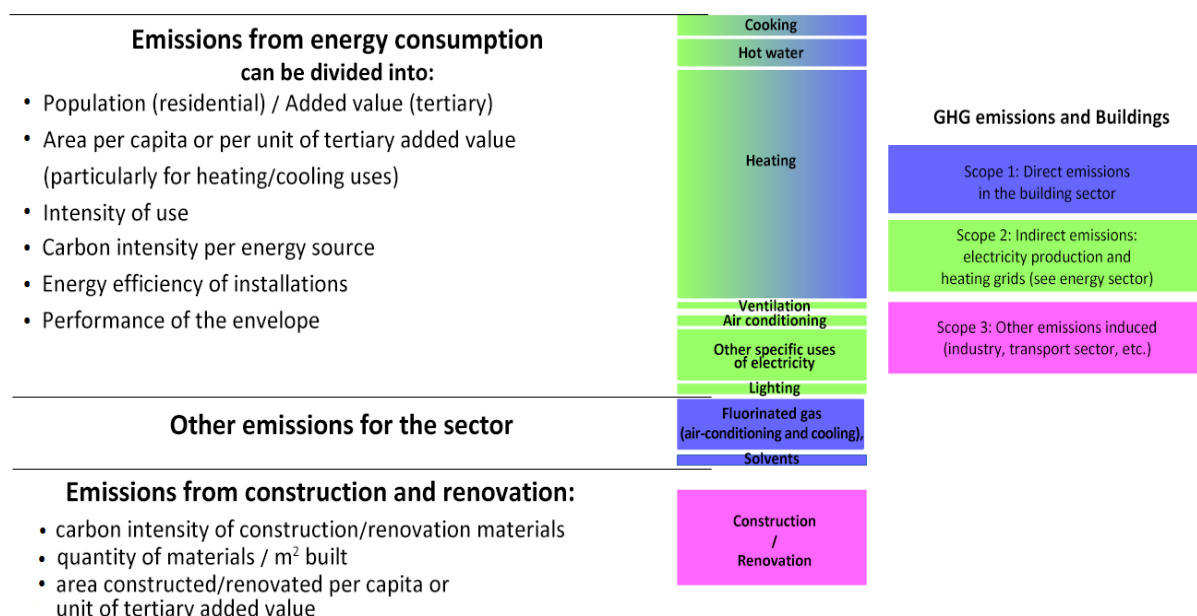 Emissions from energy consumption
can be divided into:
• Population (residential) / Added value (tertiary)
• Area per capita or per unit of tertiary added value
(particularly for heating/cooling uses)
• Intensity of use
• Carbon intensity per energy source
• Energy efficiency of installations
• Performance of the envelope
Other emissions for the sector
Emissions from construction and renovation:
• carbon intensity of construction/renovation materials
• quantity of materials / m² built
• area constructed/renovated per capita or
unit of tertiary added value
Cooking
Hot water
Heating
Ventilation
Air conditioning
Other specific uses
of electricity
Lighting
Fluorinated gas
(air-conditioning and cooling),
Solvents
Construction
/
Renovation
GHG emissions and Buildings
Scope 1: Direct emissions
in the building sector
Scope 2: Indirect emissions:
electricity production and
heating grids (see energy sector)
Scope 3: Other emissions induced
(industry, transport sector, etc.)